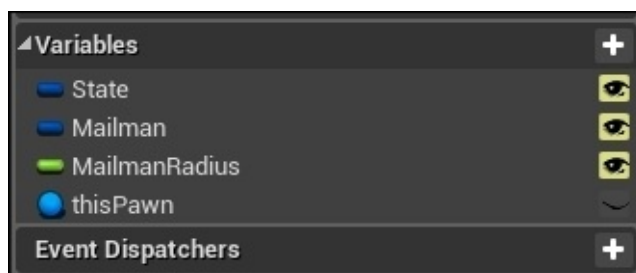 Variables
State
Mailman
MailmanRadius
thisPawn
Event Dispatchers